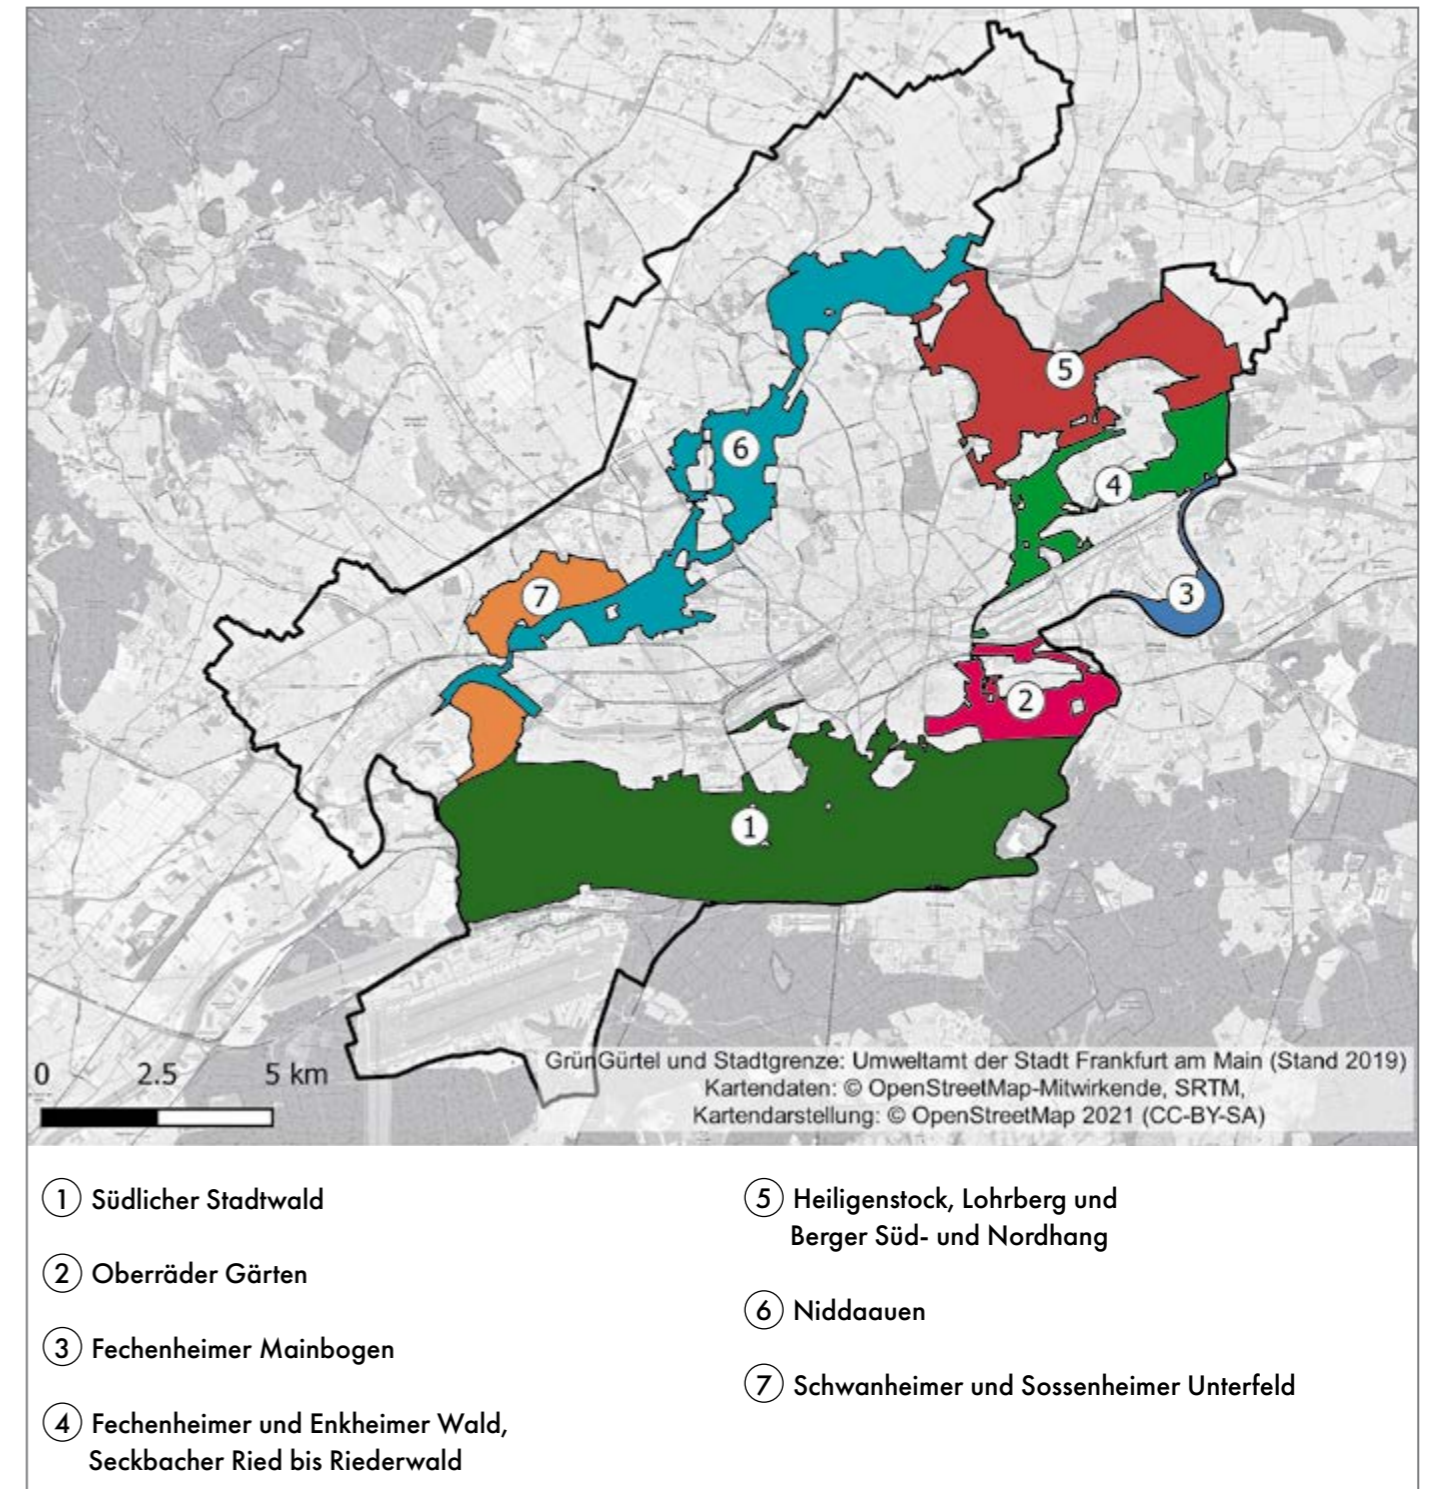 5
6
4
7
3
2
1
0 2.5 5 km
GrünGürtel und Stadtgrenze: Umweltamt der Stadt Frankfurt am Main (Stand 2019)
Kartendaten: © OpenStreetMap-Mitwirkende, SRTM,
Kartendarstellung: © OpenStreetMap 2021 (CC-BY-SA)
1 Südlicher Stadtwald
2 Oberräder Gärten
3 Fechenheimer Mainbogen
4 Fechenheimer und Enkheimer Wald,
Seckbacher Ried bis Riederwald
5 Heiligenstock, Lohrberg und
Berger Süd- und Nordhang
6 Niddaauen
7 Schwanheimer und Sossenheimer Unterfeld